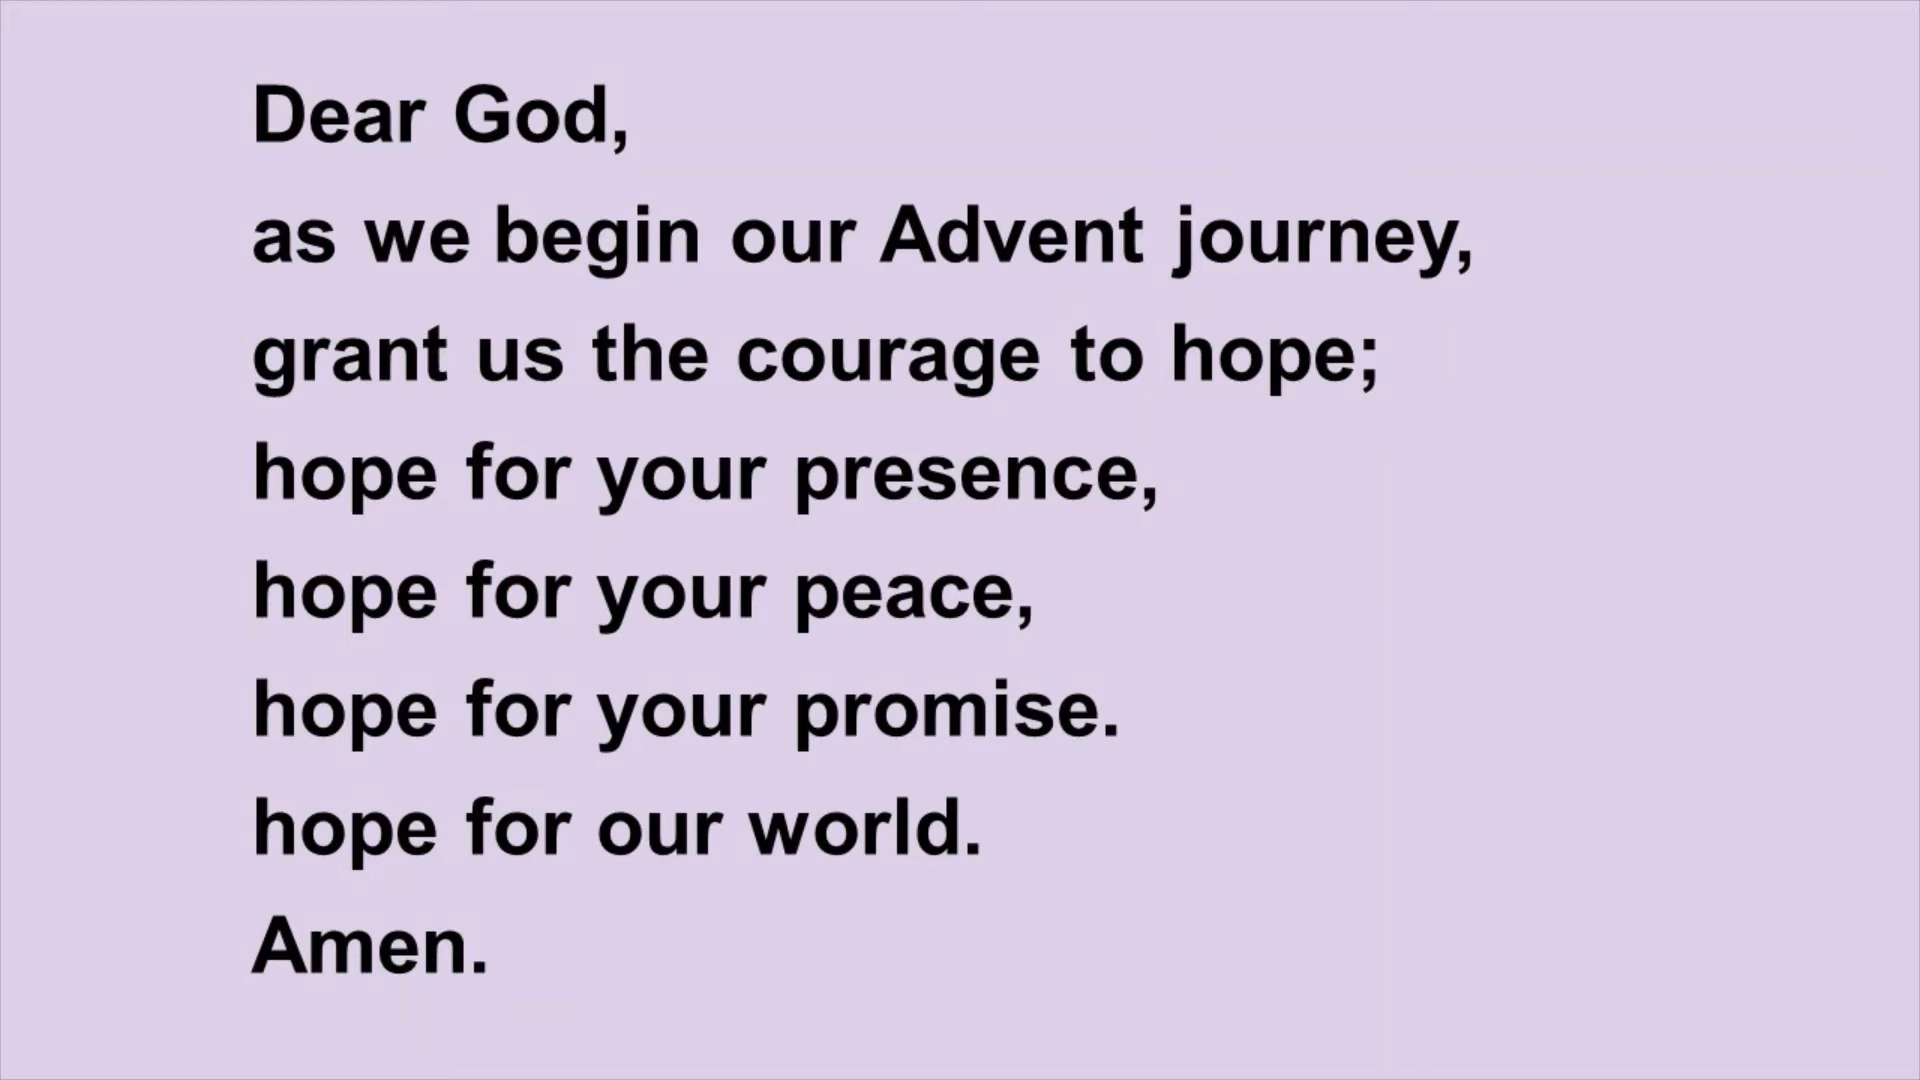 Dear God,
as we begin our Advent journey,
grant us the courage to hope;
hope for your presence,
hope for your peace,
hope for your promise.
hope for our world.
Amen.